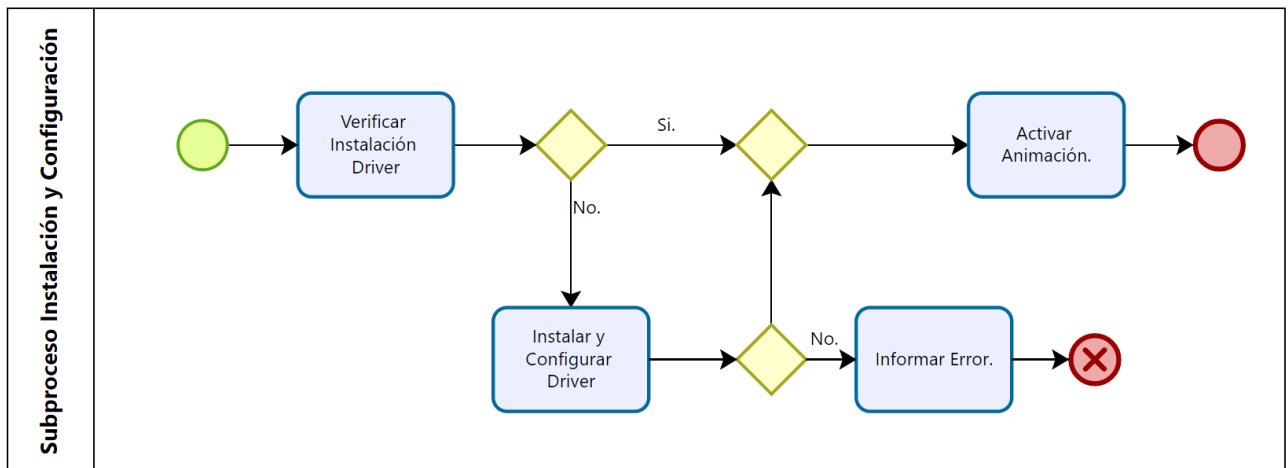 Subproceso Instalación y Configuración
Verificar
Instalación
Driver
Si.
Activar
Animación.
No.
Instalar y
Configurar
Driver
No.
Informar Error.